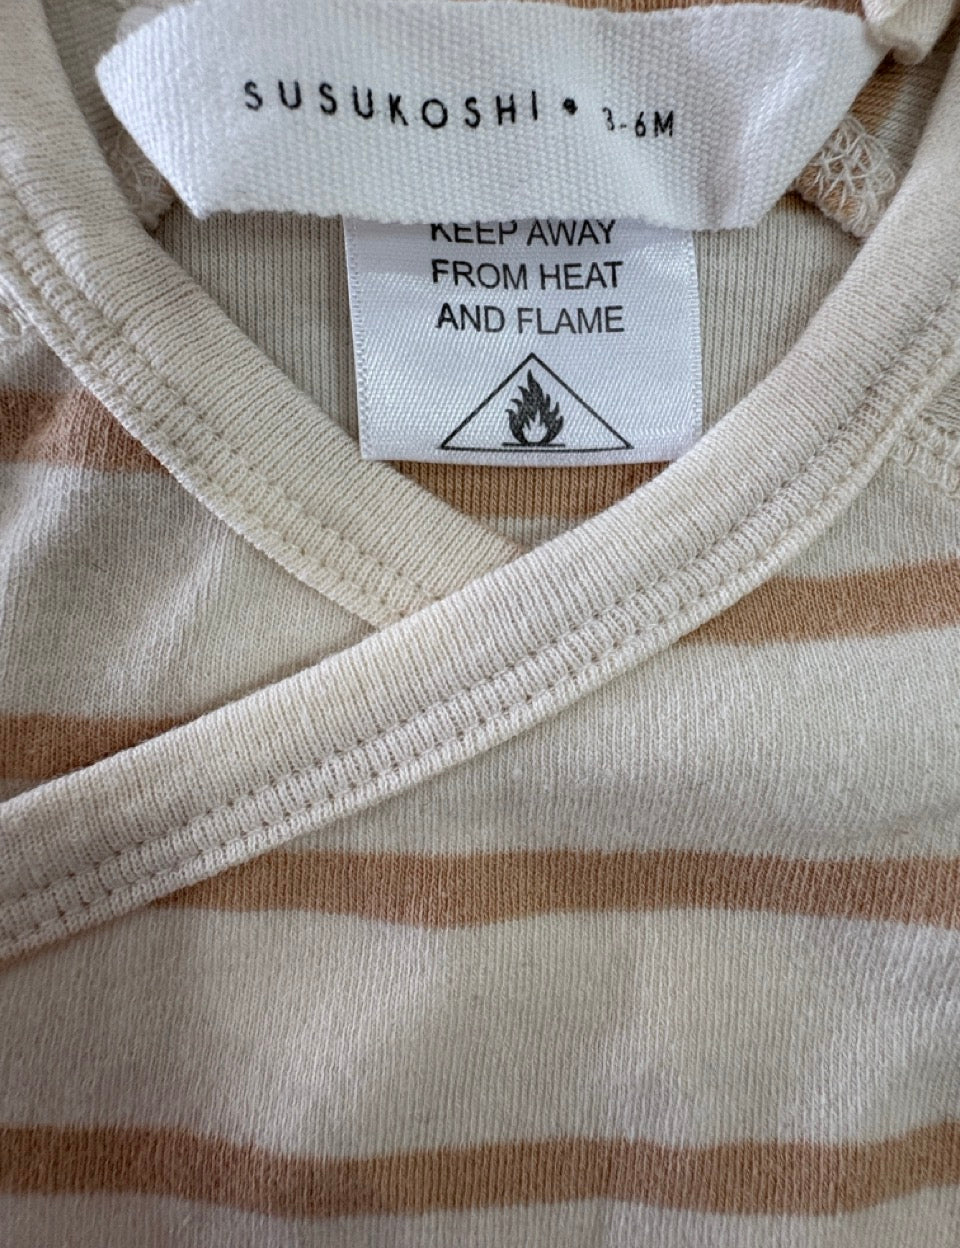 SUSUKOSHI • 3-6M
KEEP AWAY
FROM HEAT
AND FLAME